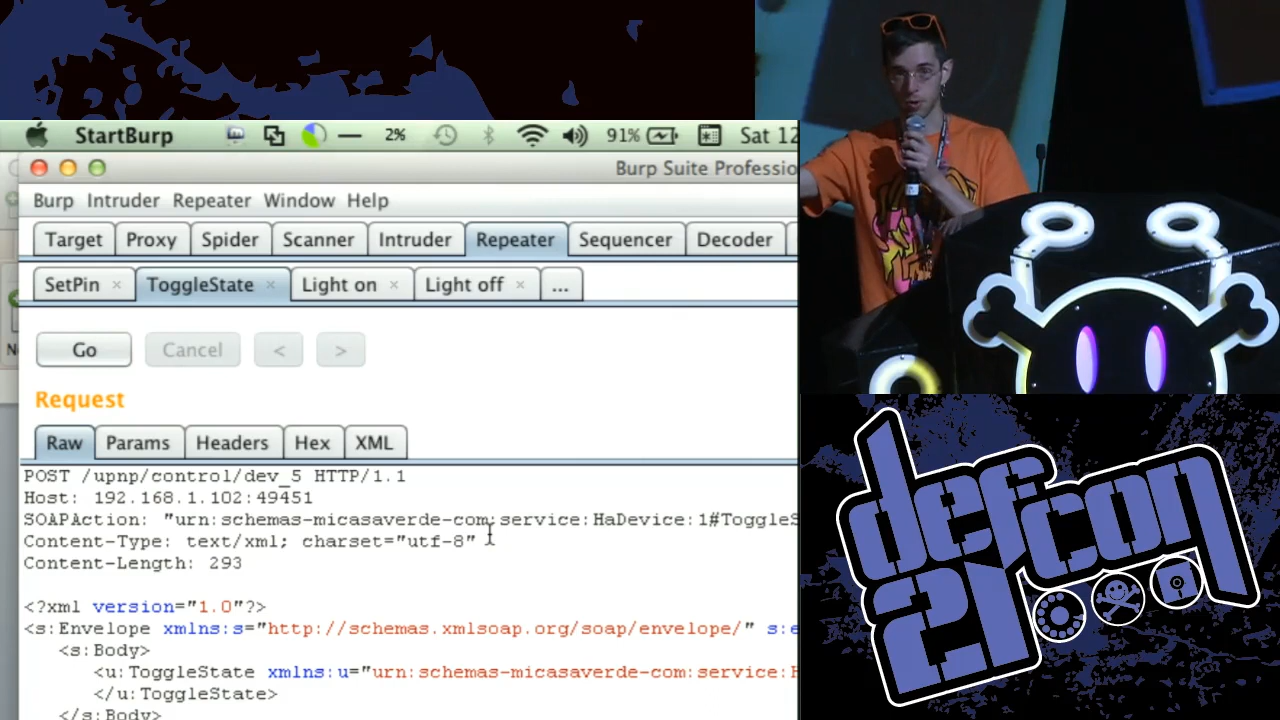 StartBurp 2% 91% Sat 12
Burp Suite Professio
Burp Intruder Repeater Window Help
Target Proxy Spider Scanner Intruder Repeater Sequencer Decoder
SetPin × ToggleState × Light on × Light off × ...
Go Cancel < >
Request
Raw Params Headers Hex XML
POST /upnp/control/dev_5 HTTP/1.1
Host: 192.168.1.102:49451
SOAPAction: "urn:schemas-micasaverde-com:service:HaDevice:1#ToggleS
Content-Type: text/xml; charset="utf-8"
Content-Length: 293
<?xml version="1.0"?>
<s:Envelope xmlns:s="http://schemas.xmlsoap.org/soap/envelope/" s:e
<s:Body>
<u:ToggleState xmlns:u="urn:schemas-micasaverde-com:service:H
</u:ToggleState>
</s:Body>
defcon
21